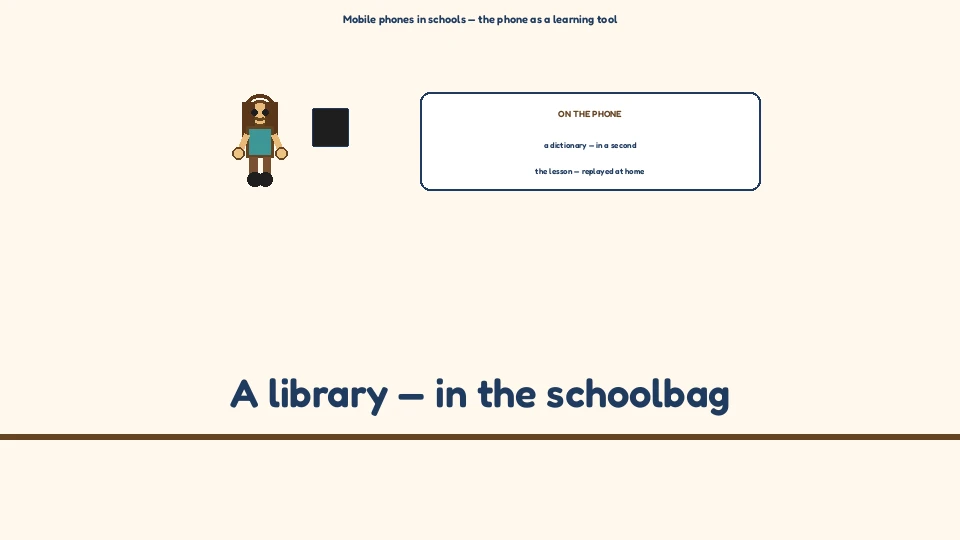 Mobile phones in schools — the phone as a learning tool
ON THE PHONE
a dictionary — in a second
the lesson — replayed at home
A library — in the schoolbag